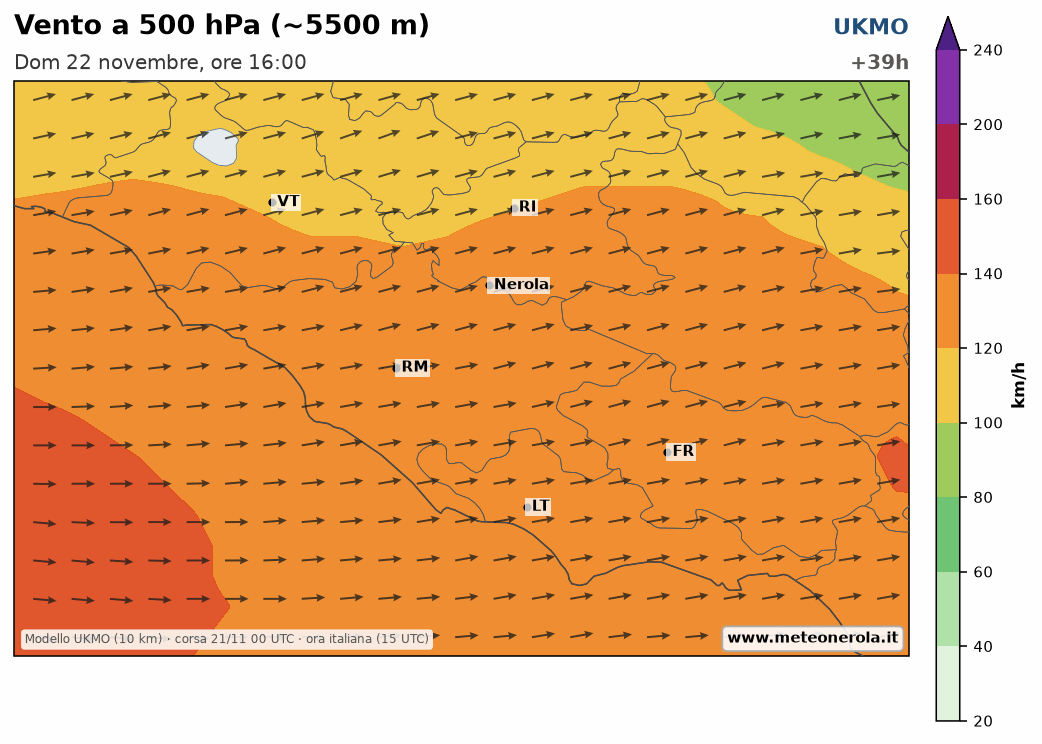 Vento a 500 hPa (~5500 m)
UKMO
Dom 22 novembre, ore 16:00
+39h
VT
RI
Nerola
RM
FR
LT
Modello UKMO (10 km) · corsa 21/11 00 UTC · ora italiana (15 UTC)
www.meteonerola.it
240
200
160
140
120
100
80
60
40
20
km/h